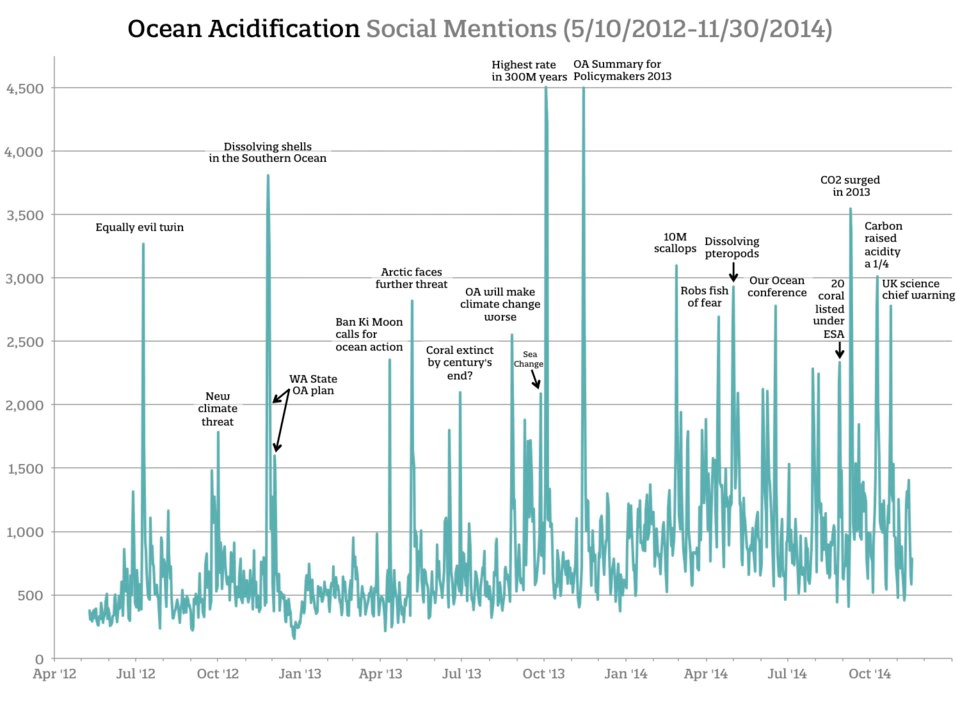 Ocean Acidification Social Mentions (5/10/2012-11/30/2014)
Highest rate
in 300M years
OA Summary for
Policymakers 2013
4,500
4,000
3,500
3,000
2,500
2,000
1,500
1,000
500
0
Equally evil twin
New
climate
threat
Dissolving shells
in the Southern Ocean
WA State
OA plan
Ban Ki Moon
calls for
ocean action
Arctic faces
further threat
Coral extinct
by century's
end?
OA will make
climate change
worse
Sea
Change
10M
scallops
Robs fish
of fear
Dissolving
pteropods
Our Ocean
conference
20
coral
listed
under
ESA
CO2 surged
in 2013
Carbon
raised
acidity
a 1/4
UK science
chief warning
Apr '12
Jul '12
Oct '12
Jan '13
Apr '13
Jul '13
Oct '13
Jan '14
Apr '14
Jul '14
Oct '14